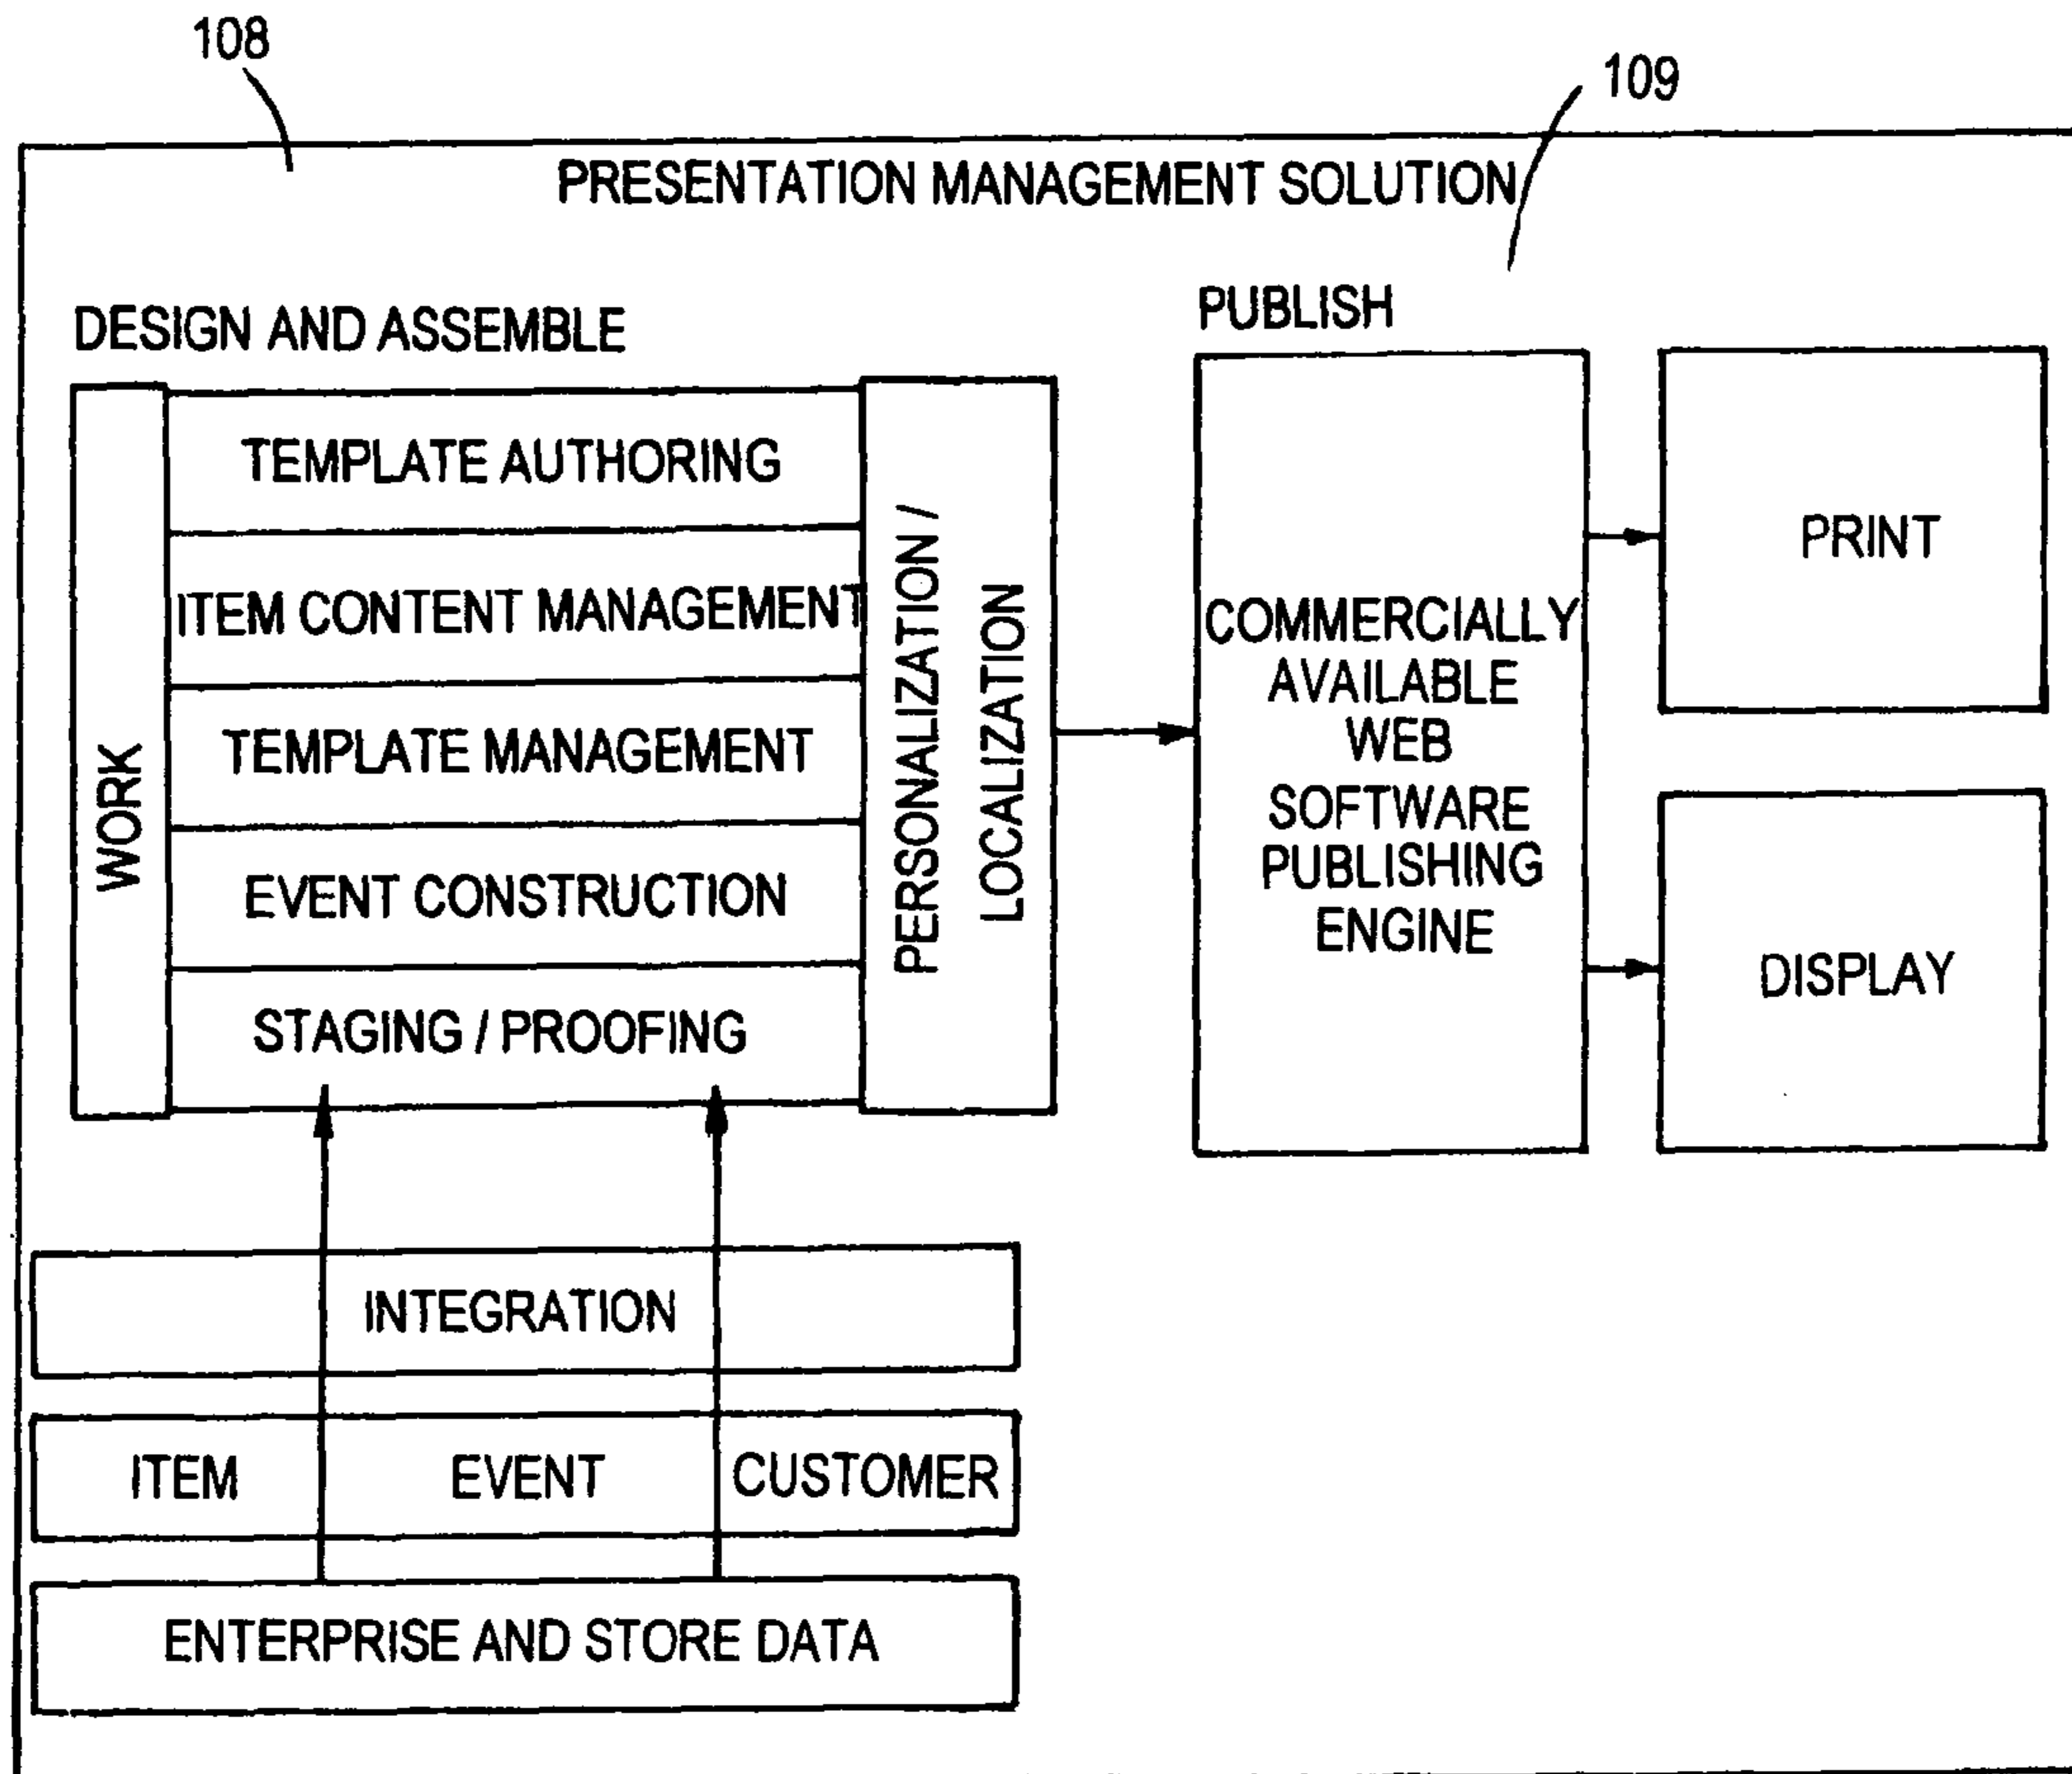 108
109
PRESENTATION MANAGEMENT SOLUTION
DESIGN AND ASSEMBLE
WORK
TEMPLATE AUTHORING
ITEM CONTENT MANAGEMENT
TEMPLATE MANAGEMENT
EVENT CONSTRUCTION
STAGING / PROOFING
PERSONALIZATION /
LOCALIZATION
PUBLISH
COMMERCIALLY
AVAILABLE
WEB
SOFTWARE
PUBLISHING
ENGINE
PRINT
DISPLAY
INTEGRATION
ITEM
EVENT
CUSTOMER
ENTERPRISE AND STORE DATA